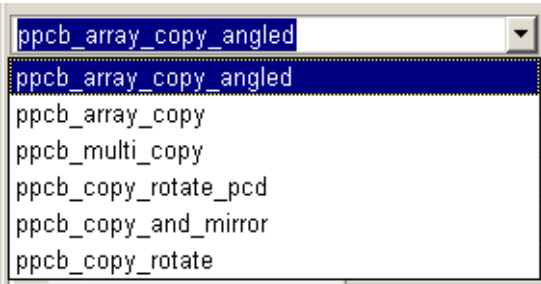 ppcb_array_copy_angled
ppcb_array_copy_angled
ppcb_array_copy
ppcb_multi_copy
ppcb_copy_rotate_pcd
ppcb_copy_and_mirror
ppcb_copy_rotate